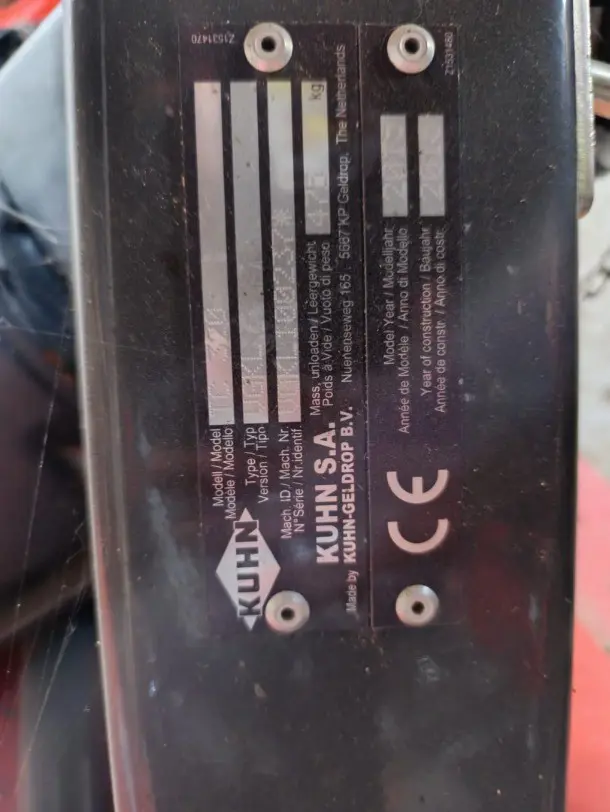 Z1531470
KUHN
Modell / Model
Modèle / Modello
Type / Typ
Version / Tipo
Mach. ID / Mach. Nr.
N°Série / Nr.identif.
KUHN S.A.
Mass, unloaden / Leergewicht
Poids à Vide / Vuoto di peso
kg
Made by KUHN-GELDROP B.V. Nuenenseweg 165 5667 KP Geldrop, The Netherlands
Z1531480
CE
Model Year / Modelljahr
Année de Modèle / Anno di Modello
Year of construction / Baujahr
Année de constr. / Anno di costr.